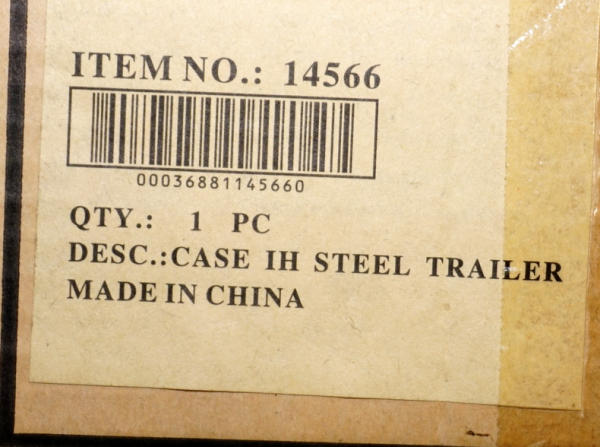 ITEM NO.: 14566
00036881145660
QTY.: 1 PC
DESC.:CASE IH STEEL TRAILER
MADE IN CHINA